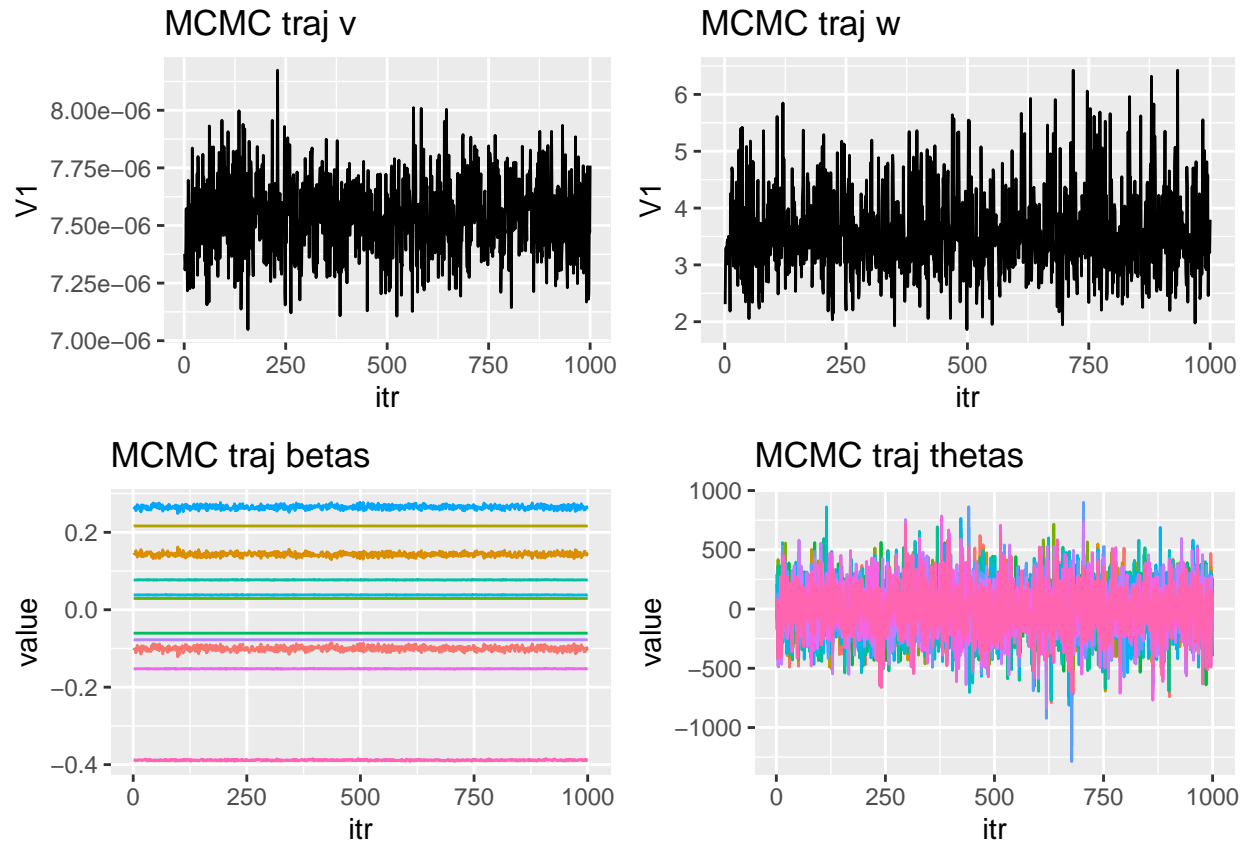 MCMC traj v
V1
8.00e−06
7.75e−06
7.50e−06
7.25e−06
7.00e−06
0 250 500 750 1000
itr
MCMC traj w
V1
6
5
4
3
2
0 250 500 750 1000
itr
MCMC traj betas
value
0.2
0.0
−0.2
−0.4
0 250 500 750 1000
itr
MCMC traj thetas
value
1000
500
0
−500
−1000
0 250 500 750 1000
itr